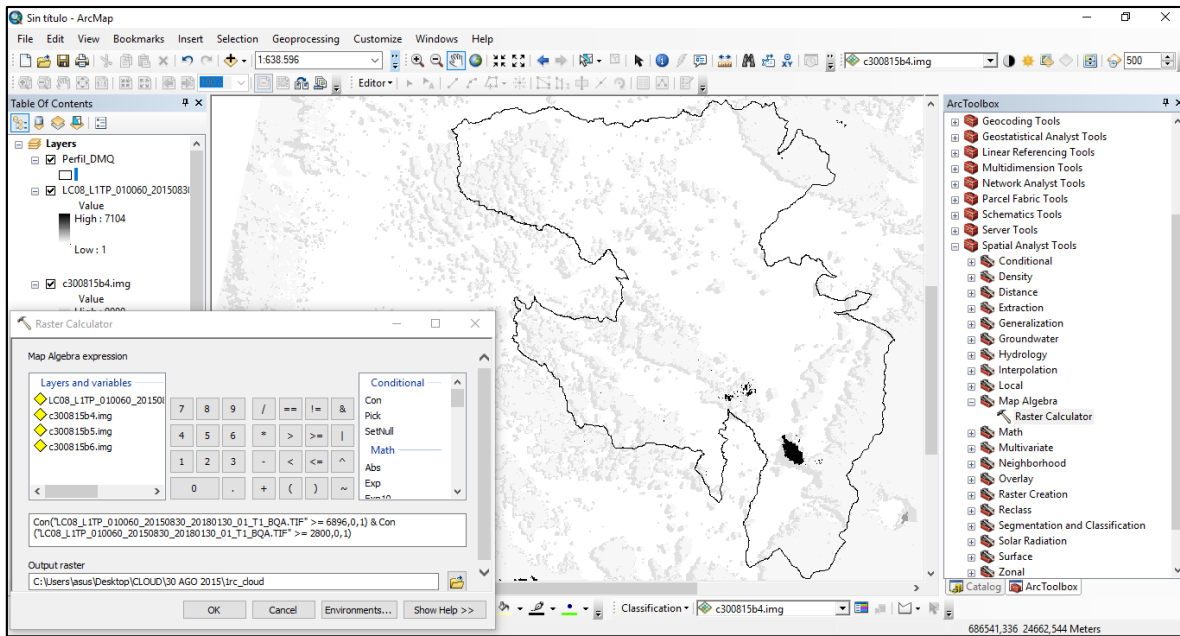 Sin título - ArcMap
File Edit View Bookmarks Insert Selection Geoprocessing Customize Windows Help
1:638.596
c300815b4.img
500
Editor
Table Of Contents
Layers
Perfil_DMQ
LC08_L1TP_010060_20150830
Value
High : 7104
Low : 1
c300815b4.img
Value
Raster Calculator
Map Algebra expression
Layers and variables
LC08_L1TP_010060_201508
c300815b4.img
c300815b5.img
c300815b6.img
7 8 9 / == != &
4 5 6 * > >= |
1 2 3 - < <= ^
0 . + ( ) ~
Conditional
Con
Pick
SetNull
Math
Abs
Exp
Exp10
Con("LC08_L1TP_010060_20150830_20180130_01_T1_BQA.TIF" >= 6896,0,1) & Con
("LC08_L1TP_010060_20150830_20180130_01_T1_BQA.TIF" >= 2800,0,1)
Output raster
C:\Users\asus\Desktop\CLOUD\30 AGO 2015\1rc_cloud
OK Cancel Environments... Show Help >>
Classification
c300815b4.img
ArcToolbox
Geocoding Tools
Geostatistical Analyst Tools
Linear Referencing Tools
Multidimension Tools
Network Analyst Tools
Parcel Fabric Tools
Schematics Tools
Server Tools
Spatial Analyst Tools
Conditional
Density
Distance
Extraction
Generalization
Groundwater
Hydrology
Interpolation
Local
Map Algebra
Raster Calculator
Math
Multivariate
Neighborhood
Overlay
Raster Creation
Reclass
Segmentation and Classification
Solar Radiation
Surface
Zonal
Catalog ArcToolbox
686541,336 24662,544 Meters